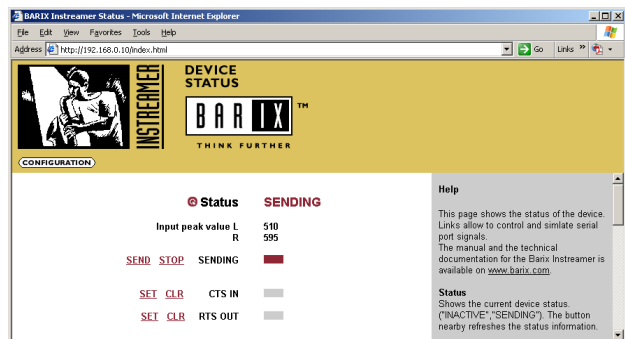 BARIX Instreamer Status - Microsoft Internet Explorer
File Edit View Favorites Tools Help
Address http://192.168.0.10/index.html Go Links »
INSTREAMER
DEVICE
STATUS
BARIX TM
THINK FURTHER
CONFIGURATION
Status SENDING
Input peak value L 510
R 595
SEND STOP SENDING
SET CLR CTS IN
SET CLR RTS OUT
Help
This page shows the status of the device.
Links allow to control and simlate serial
port signals.
The manual and the technical
documentation for the Barix Instreamer is
available on www.barix.com.
Status
Shows the current device status.
("INACTIVE","SENDING"). The button
nearby refreshes the status information.